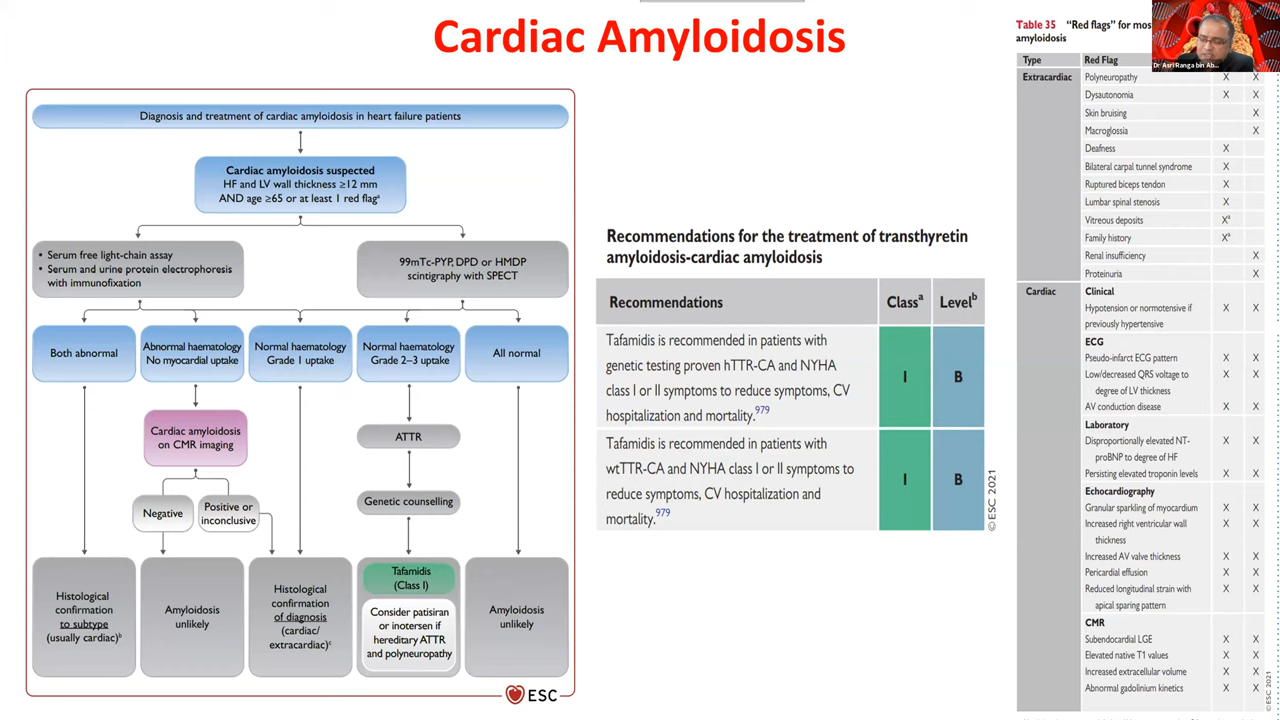 Cardiac Amyloidosis
Diagnosis and treatment of cardiac amyloidosis in heart failure patients
Cardiac amyloidosis suspected
HF and LV wall thickness ≥12 mm
AND age ≥65 or at least 1 red flagª
• Serum free light-chain assay
• Serum and urine protein electrophoresis
with immunofixation
99mTc-PYP, DPD or HMDP
scintigraphy with SPECT
Both abnormal
Abnormal haematology
No myocardial uptake
Normal haematology
Grade 1 uptake
Normal haematology
Grade 2–3 uptake
All normal
Cardiac amyloidosis
on CMR imaging
Negative
Positive or
inconclusive
ATTR
Genetic counselling
Histological
confirmation
to subtype
(usually cardiac)ᵇ
Amyloidosis
unlikely
Histological
confirmation
of diagnosis
(cardiac/
extracardiac)ᶜ
Tafamidis
(Class I)
Consider patisiran
or inotersen if
hereditary ATTR
and polyneuropathy
Amyloidosis
unlikely
ESC
Recommendations for the treatment of transthyretin
amyloidosis-cardiac amyloidosis
Recommendations Classª Levelᵇ
Tafamidis is recommended in patients with
genetic testing proven hTTR-CA and NYHA
class I or II symptoms to reduce symptoms, CV
hospitalization and mortality.⁹⁷⁹
I B
Tafamidis is recommended in patients with
wtTTR-CA and NYHA class I or II symptoms to
reduce symptoms, CV hospitalization and
mortality.⁹⁷⁹
I B
© ESC 2021
Table 35 "Red flags" for mos
amyloidosis
Type Red Flag
Dr Asri Ranga bin Ab...
Extracardiac Polyneuropathy X X
Dysautonomia X X
Skin bruising X
Macroglossia X
Deafness X
Bilateral carpal tunnel syndrome X
Ruptured biceps tendon X
Lumbar spinal stenosis X
Vitreous deposits Xª
Family history Xª
Renal insufficiency X
Proteinuria X
Cardiac Clinical
Hypotension or normotensive if X X
previously hypertensive
ECG
Pseudo-infarct ECG pattern X X
Low/decreased QRS voltage to X X
degree of LV thickness
AV conduction disease X X
Laboratory
Disproportionally elevated NT- X X
proBNP to degree of HF
Persisting elevated troponin levels X X
Echocardiography
Granular sparkling of myocardium X X
Increased right ventricular wall X X
thickness
Increased AV valve thickness X X
Pericardial effusion X X
Reduced longitudinal strain with X X
apical sparing pattern
CMR
Subendocardial LGE X X
Elevated native T1 values X X
Increased extracellular volume X X
Abnormal gadolinium kinetics X X
© ESC 2021